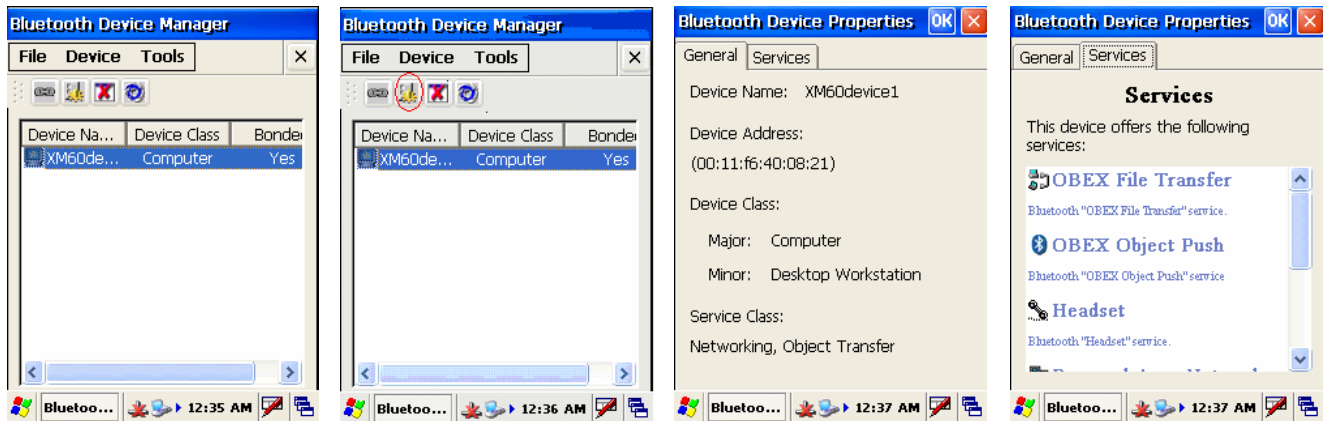 Bluetooth Device Manager
File Device Tools
Device Na... Device Class Bonde
XM60de... Computer Yes
Bluetoo... 12:35 AM
Bluetooth Device Manager
File Device Tools
Device Na... Device Class Bonde
XM60de... Computer Yes
Bluetoo... 12:36 AM
Bluetooth Device Properties OK
General Services
Device Name: XM60device1
Device Address:
(00:11:f6:40:08:21)
Device Class:
Major: Computer
Minor: Desktop Workstation
Service Class:
Networking, Object Transfer
Bluetoo... 12:37 AM
Bluetooth Device Properties OK
General Services
Services
This device offers the following
services:
OBEX File Transfer
Bluetooth "OBEX File Transfer" service.
OBEX Object Push
Bluetooth "OBEX Object Push" service
Headset
Bluetooth "Headset" service.
Bluetoo... 12:37 AM